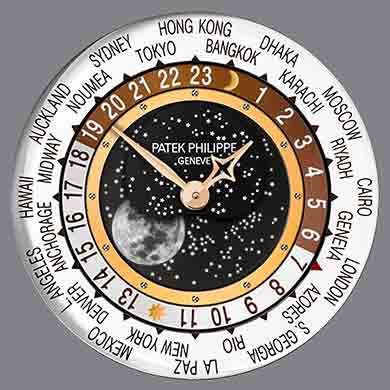 HONG KONG
BANGKOK
DHAKA
KARACHI
MOSCOW
RIYADH
CAIRO
GENEVA
LONDON
AZORES
S. GEORGIA
RIO
LA PAZ
NEW YORK
MEXICO
DENVER
L. ANGELES
ANCHORAGE
HAWAII
MIDWAY
AUCKLAND
NOUMEA
SYDNEY
TOKYO
1
2
3
4
5
6
7
8
9
10
11
13
14
15
16
17
18
19
20
21
22
23
PATEK PHILIPPE
GENEVE